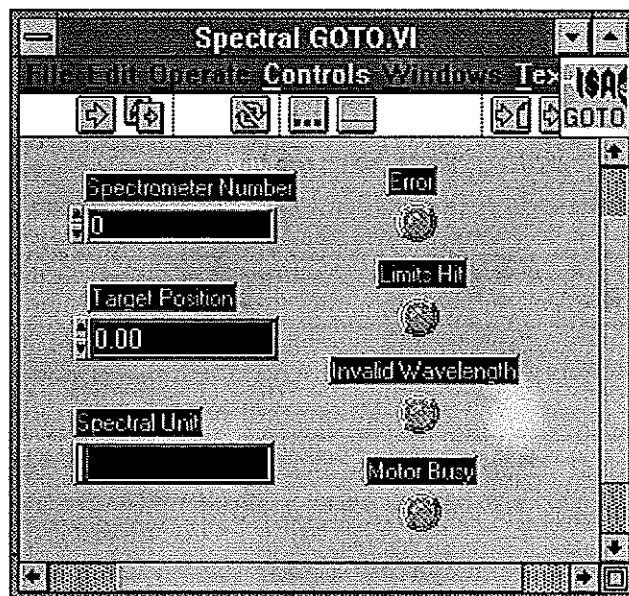 Spectral GOTO.VI
File Edit Operate Controls Windows Tex
GOTO
Spectrometer Number
0
Error
Limits Hit
Target Position
0.00
Invalid Wavelength
Spectral Unit
Motor Busy